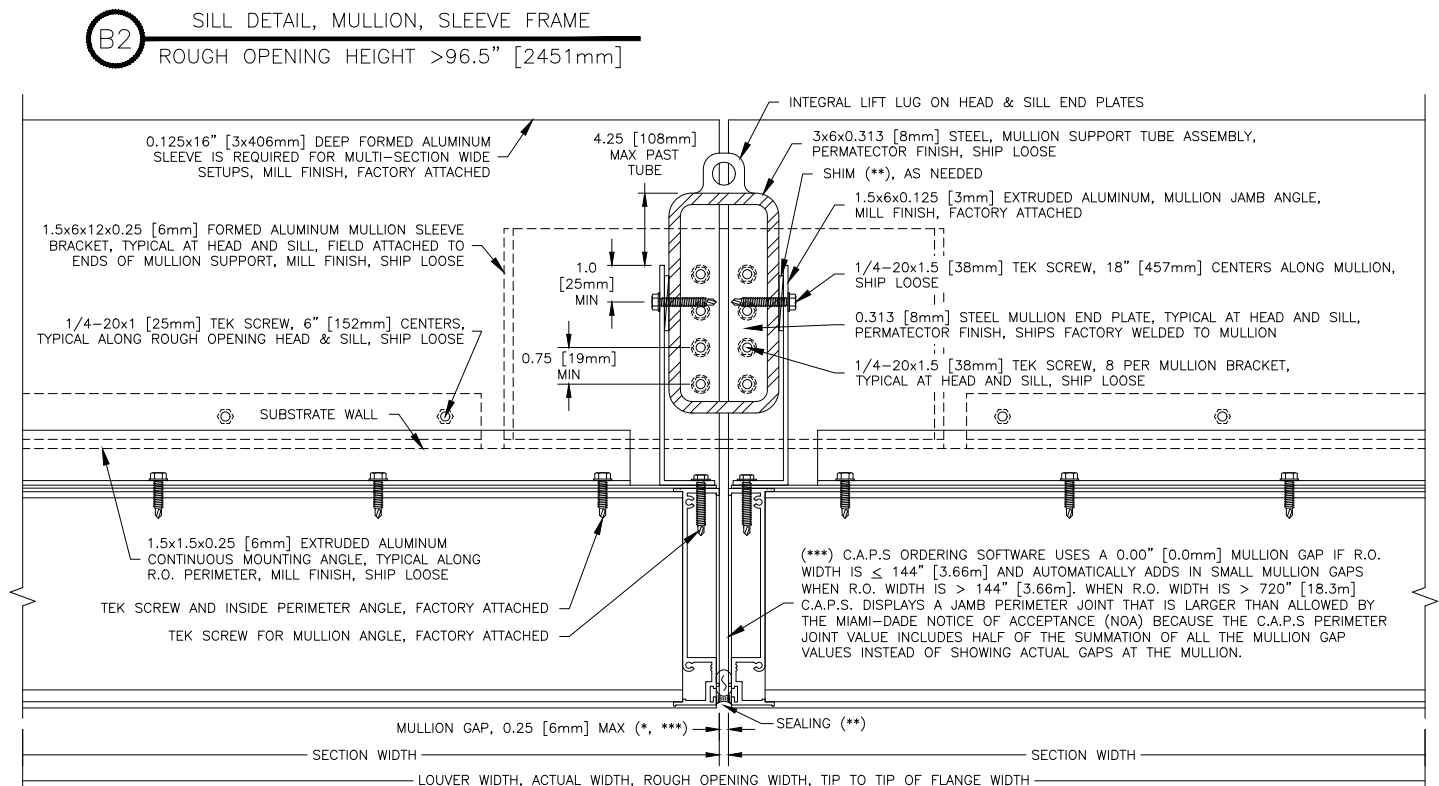 B2
SILL DETAIL, MULLION, SLEEVE FRAME
ROUGH OPENING HEIGHT >96.5" [2451mm]
INTEGRAL LIFT LUG ON HEAD & SILL END PLATES
0.125x16" [3x406mm] DEEP FORMED ALUMINUM
SLEEVE IS REQUIRED FOR MULTI-SECTION WIDE
SETUPS, MILL FINISH, FACTORY ATTACHED
4.25 [108mm]
MAX PAST
TUBE
3x6x0.313 [8mm] STEEL, MULLION SUPPORT TUBE ASSEMBLY,
PERMATECTOR FINISH, SHIP LOOSE
SHIM (**), AS NEEDED
1.5x6x0.125 [3mm] EXTRUDED ALUMINUM, MULLION JAMB ANGLE,
MILL FINISH, FACTORY ATTACHED
1.5x6x12x0.25 [6mm] FORMED ALUMINUM MULLION SLEEVE
BRACKET, TYPICAL AT HEAD AND SILL, FIELD ATTACHED TO
ENDS OF MULLION SUPPORT, MILL FINISH, SHIP LOOSE
1.0
[25mm]
MIN
1/4-20x1.5 [38mm] TEK SCREW, 18" [457mm] CENTERS ALONG MULLION,
SHIP LOOSE
1/4-20x1 [25mm] TEK SCREW, 6" [152mm] CENTERS,
TYPICAL ALONG ROUGH OPENING HEAD & SILL, SHIP LOOSE
0.313 [8mm] STEEL MULLION END PLATE, TYPICAL AT HEAD AND SILL,
PERMATECTOR FINISH, SHIPS FACTORY WELDED TO MULLION
0.75 [19mm]
MIN
1/4-20x1.5 [38mm] TEK SCREW, 8 PER MULLION BRACKET,
TYPICAL AT HEAD AND SILL, SHIP LOOSE
SUBSTRATE WALL
1.5x1.5x0.25 [6mm] EXTRUDED ALUMINUM
CONTINUOUS MOUNTING ANGLE, TYPICAL ALONG
R.O. PERIMETER, MILL FINISH, SHIP LOOSE
TEK SCREW AND INSIDE PERIMETER ANGLE, FACTORY ATTACHED
TEK SCREW FOR MULLION ANGLE, FACTORY ATTACHED
(***) C.A.P.S ORDERING SOFTWARE USES A 0.00" [0.0mm] MULLION GAP IF R.O.
WIDTH IS ≤ 144" [3.66m] AND AUTOMATICALLY ADDS IN SMALL MULLION GAPS
WHEN R.O. WIDTH IS > 144" [3.66m]. WHEN R.O. WIDTH IS > 720" [18.3m]
C.A.P.S. DISPLAYS A JAMB PERIMETER JOINT THAT IS LARGER THAN ALLOWED BY
THE MIAMI-DADE NOTICE OF ACCEPTANCE (NOA) BECAUSE THE C.A.P.S PERIMETER
JOINT VALUE INCLUDES HALF OF THE SUMMATION OF ALL THE MULLION GAP
VALUES INSTEAD OF SHOWING ACTUAL GAPS AT THE MULLION.
MULLION GAP, 0.25 [6mm] MAX (*, ***)
SEALING (**)
SECTION WIDTH
SECTION WIDTH
LOUVER WIDTH, ACTUAL WIDTH, ROUGH OPENING WIDTH, TIP TO TIP OF FLANGE WIDTH